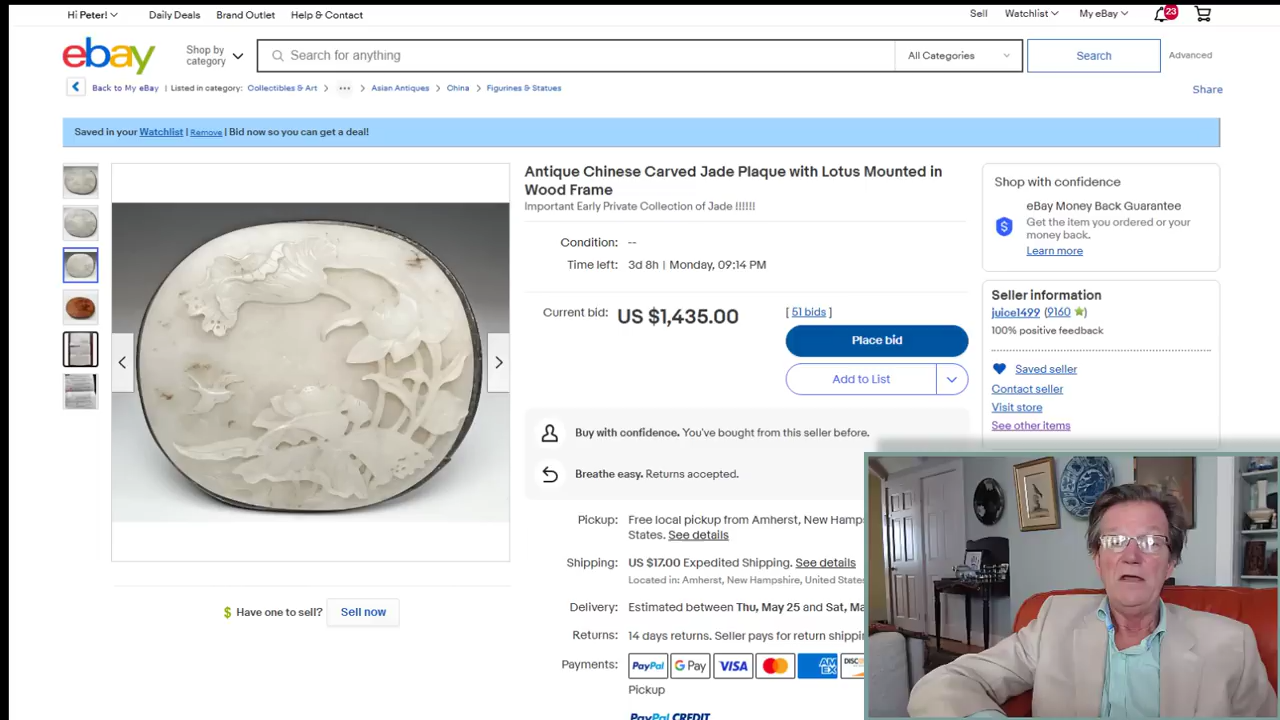 Hi Peter!
Daily Deals
Brand Outlet
Help & Contact
Sell
Watchlist
My eBay
23
ebay
Shop by
category
Search for anything
All Categories
Search
Advanced
Back to My eBay | Listed in category: Collectibles & Art > ... > Asian Antiques > China > Figurines & Statues
Share
Saved in your Watchlist | Remove | Bid now so you can get a deal!
Antique Chinese Carved Jade Plaque with Lotus Mounted in
Wood Frame
Important Early Private Collection of Jade !!!!!!
Condition: --
Time left: 3d 8h | Monday, 09:14 PM
Current bid: US $1,435.00
[ 51 bids ]
Place bid
Add to List
Buy with confidence. You've bought from this seller before.
Breathe easy. Returns accepted.
Pickup: Free local pickup from Amherst, New Hamp
States. See details
Shipping: US $17.00 Expedited Shipping. See details
Located in: Amherst, New Hampshire, United State
Delivery: Estimated between Thu, May 25 and Sat, Ma
Returns: 14 days returns. Seller pays for return shippi
Payments: PayPal G Pay VISA MasterCard AM EX DISC
Pickup
PayPal CREDIT
Shop with confidence
eBay Money Back Guarantee
Get the item you ordered or your
money back.
Learn more
Seller information
juice1499 (9160)
100% positive feedback
Saved seller
Contact seller
Visit store
See other items
$ Have one to sell? Sell now